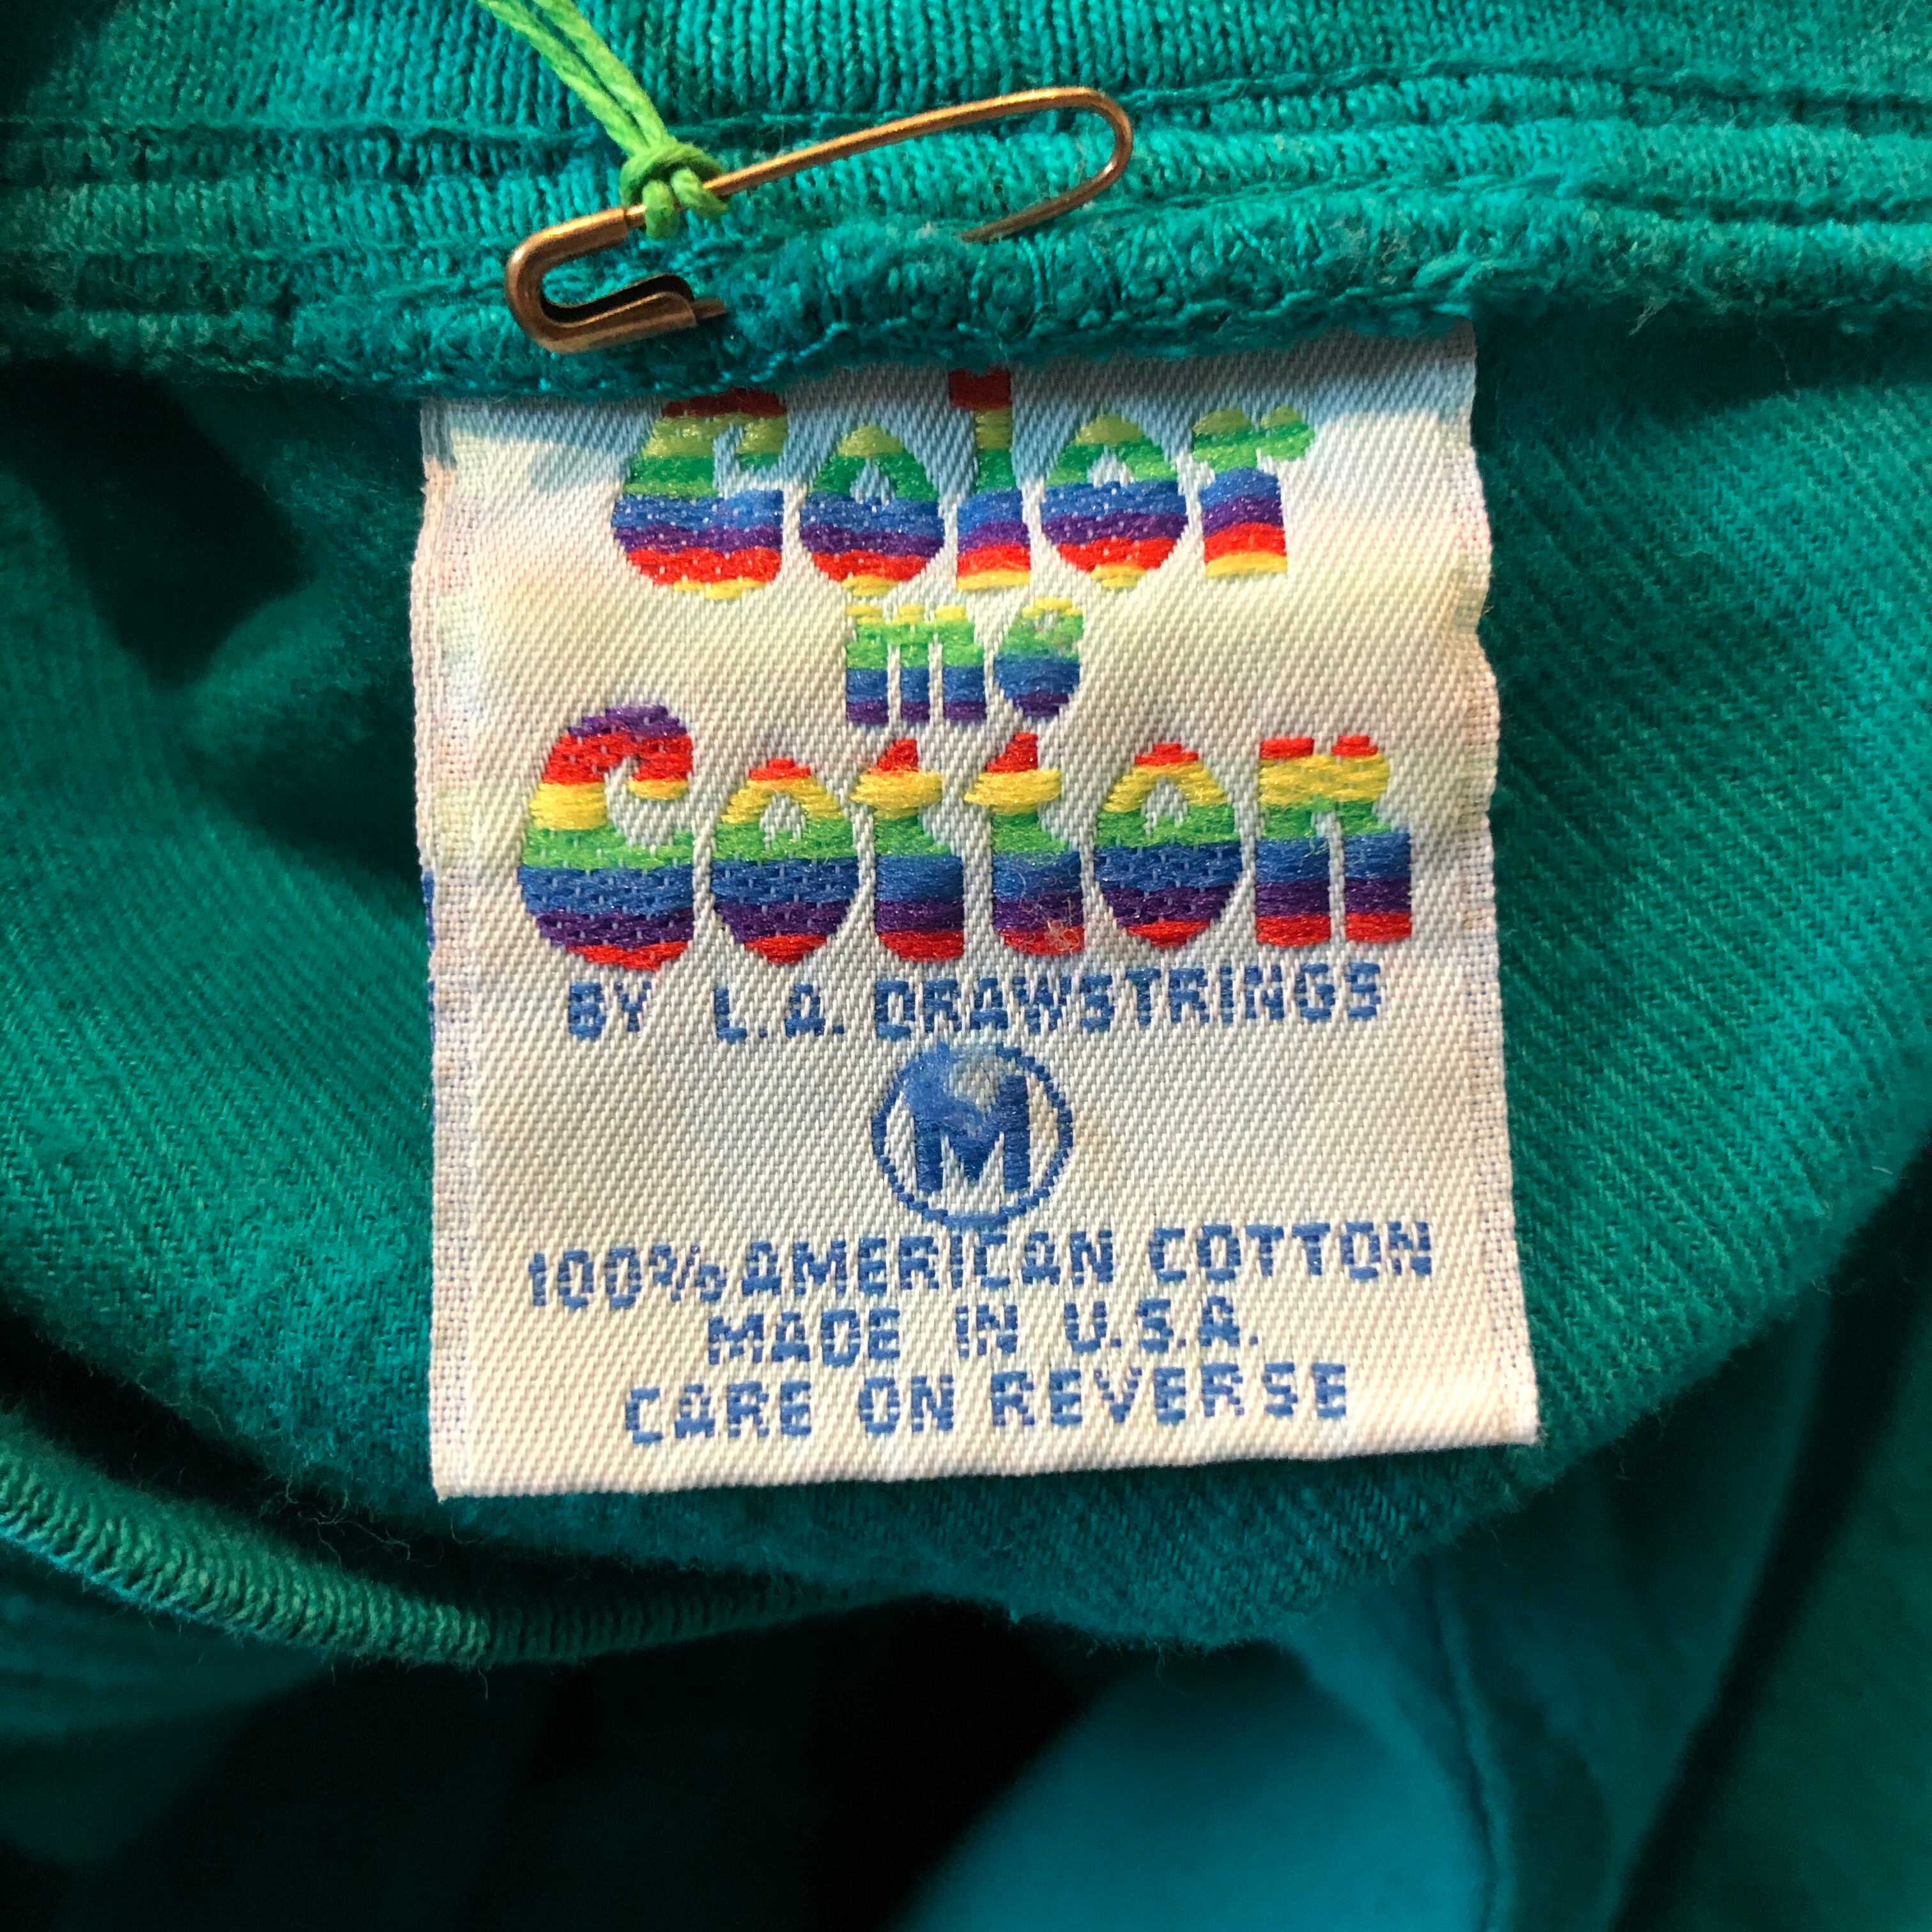 Color
me
Cotton
BY L.A. DRAWSTRINGS
M
100% AMERICAN COTTON
MADE IN U.S.A.
CARE ON REVERSE